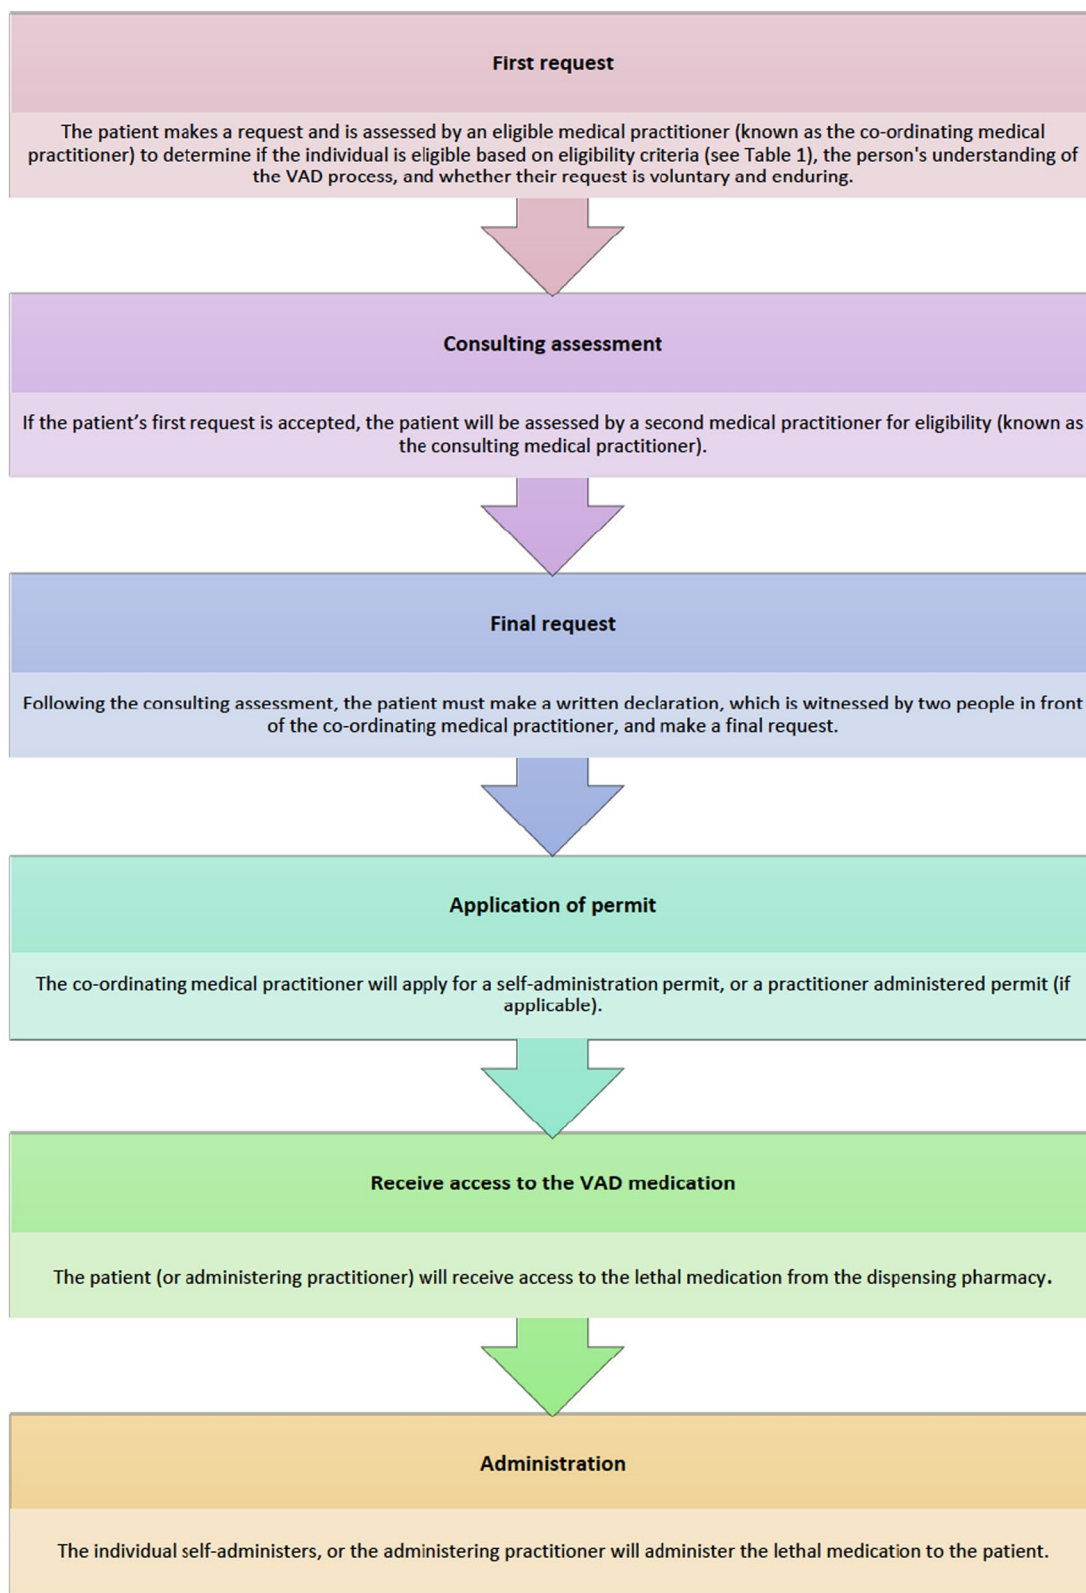 First request
The patient makes a request and is assessed by an eligible medical practitioner (known as the co-ordinating medical
practitioner) to determine if the individual is eligible based on eligibility criteria (see Table 1), the person's understanding of
the VAD process, and whether their request is voluntary and enduring.
Consulting assessment
If the patient’s first request is accepted, the patient will be assessed by a second medical practitioner for eligibility (known as
the consulting medical practitioner).
Final request
Following the consulting assessment, the patient must make a written declaration, which is witnessed by two people in front
of the co-ordinating medical practitioner, and make a final request.
Application of permit
The co-ordinating medical practitioner will apply for a self-administration permit, or a practitioner administered permit (if
applicable).
Receive access to the VAD medication
The patient (or administering practitioner) will receive access to the lethal medication from the dispensing pharmacy.
Administration
The individual self-administers, or the administering practitioner will administer the lethal medication to the patient.